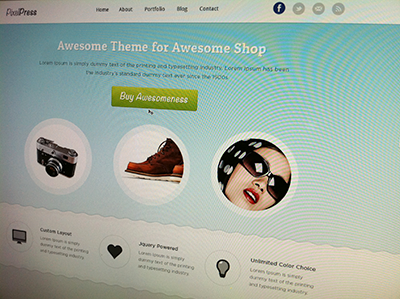 PixelPress
Home About Portfolio Blog Contact
Awesome Theme for Awesome Shop
Lorem Ipsum is simply dummy text of the printing and typesetting industry. Lorem Ipsum has been
the industry's standard dummy text ever since the 1500s
Buy Awesomeness
Custom Layout
Lorem Ipsum is simply
dummy text of the printing
and typesetting industry
Jquery Powered
Lorem Ipsum is simply
dummy text of the printing
and typesetting industry
Unlimited Color Choice
Lorem Ipsum is simply
dummy text of the printing
and typesetting industry